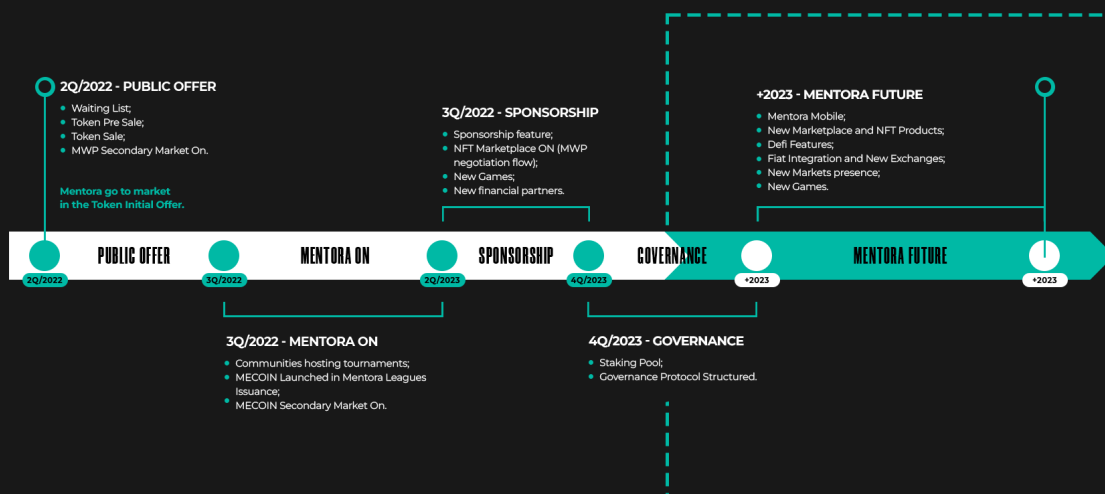 2Q/2022 - PUBLIC OFFER
Waiting List;
Token Pre Sale;
Token Sale;
MWP Secondary Market On.
Mentora go to market
in the Token Initial Offer.
3Q/2022 - SPONSORSHIP
Sponsorship feature;
NFT Marketplace ON (MWP
negotiation flow);
New Games;
New financial partners.
+2023 - MENTORA FUTURE
Mentora Mobile;
New Marketplace and NFT Products;
Defi Features;
Fiat Integration and New Exchanges;
New Markets presence;
New Games.
PUBLIC OFFER
MENTORA ON
SPONSORSHIP
GOVERNANCE
MENTORA FUTURE
2Q/2022
3Q/2022
2Q/2023
4Q/2023
+2023
+2023
3Q/2022 - MENTORA ON
Communities hosting tournaments;
MECOIN Launched in Mentora Leagues
Issuance;
MECOIN Secondary Market On.
4Q/2023 - GOVERNANCE
Staking Pool;
Governance Protocol Structured.